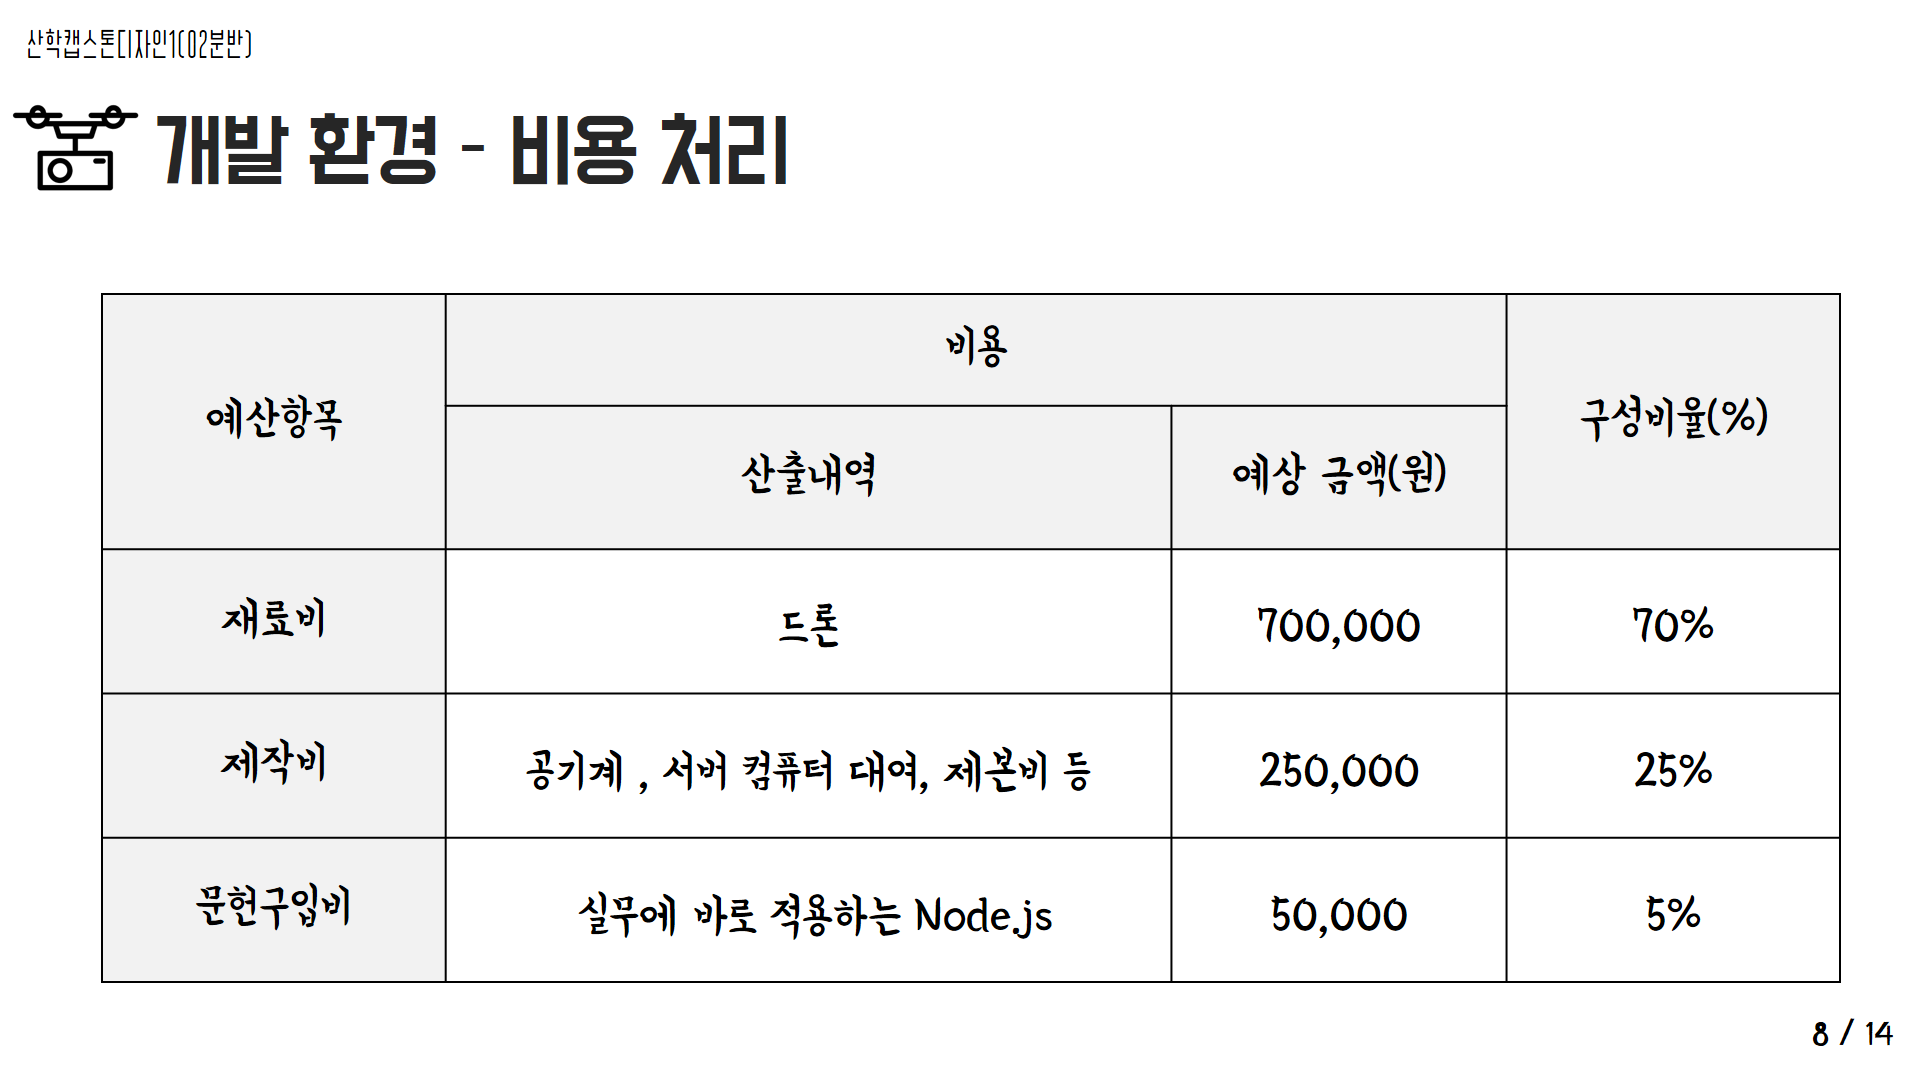 산학캡스톤디자인1(02분반)
개발 환경 - 비용 처리
예산항목
비용
구성비율(%)
산출내역
예상 금액(원)
재료비
드론
700,000
70%
제작비
공기계 , 서버 컴퓨터 대여, 제본비 등
250,000
25%
문헌구입비
실무에 바로 적용하는 Node.js
50,000
5%
8 / 14